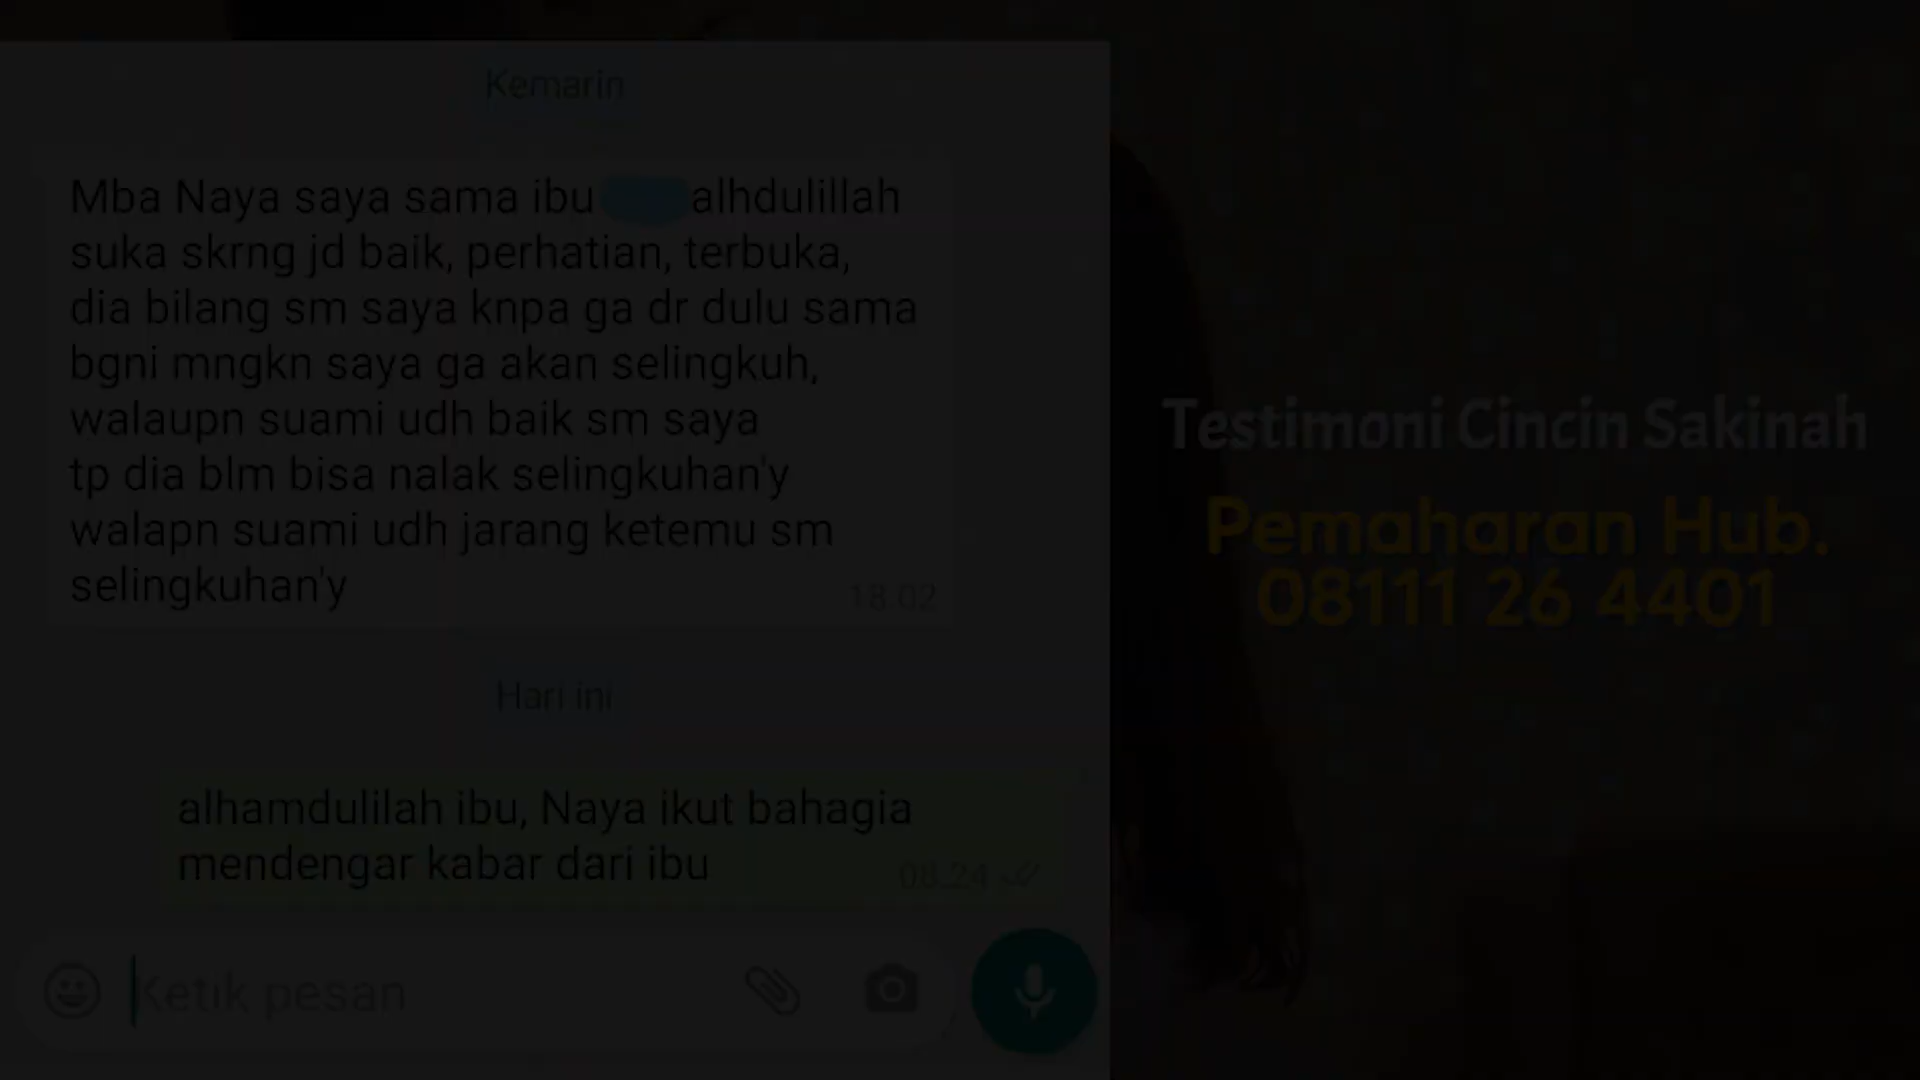 Kemarin
Mba Naya saya sama ibu alhdulillah
suka skrng jd baik, perhatian, terbuka,
dia bilang sm saya knpa ga dr dulu sama
bgni mngkn saya ga akan selingkuh,
walaupn suami udh baik sm saya
tp dia blm bisa nalak selingkuhan'y
walapn suami udh jarang ketemu sm
selingkuhan'y
18.02
Hari ini
alhamdulilah ibu, Naya ikut bahagia
mendengar kabar dari ibu
08.24
Ketik pesan
Testimoni Cincin Sakinah
Pemaharan Hub.
08111 26 4401